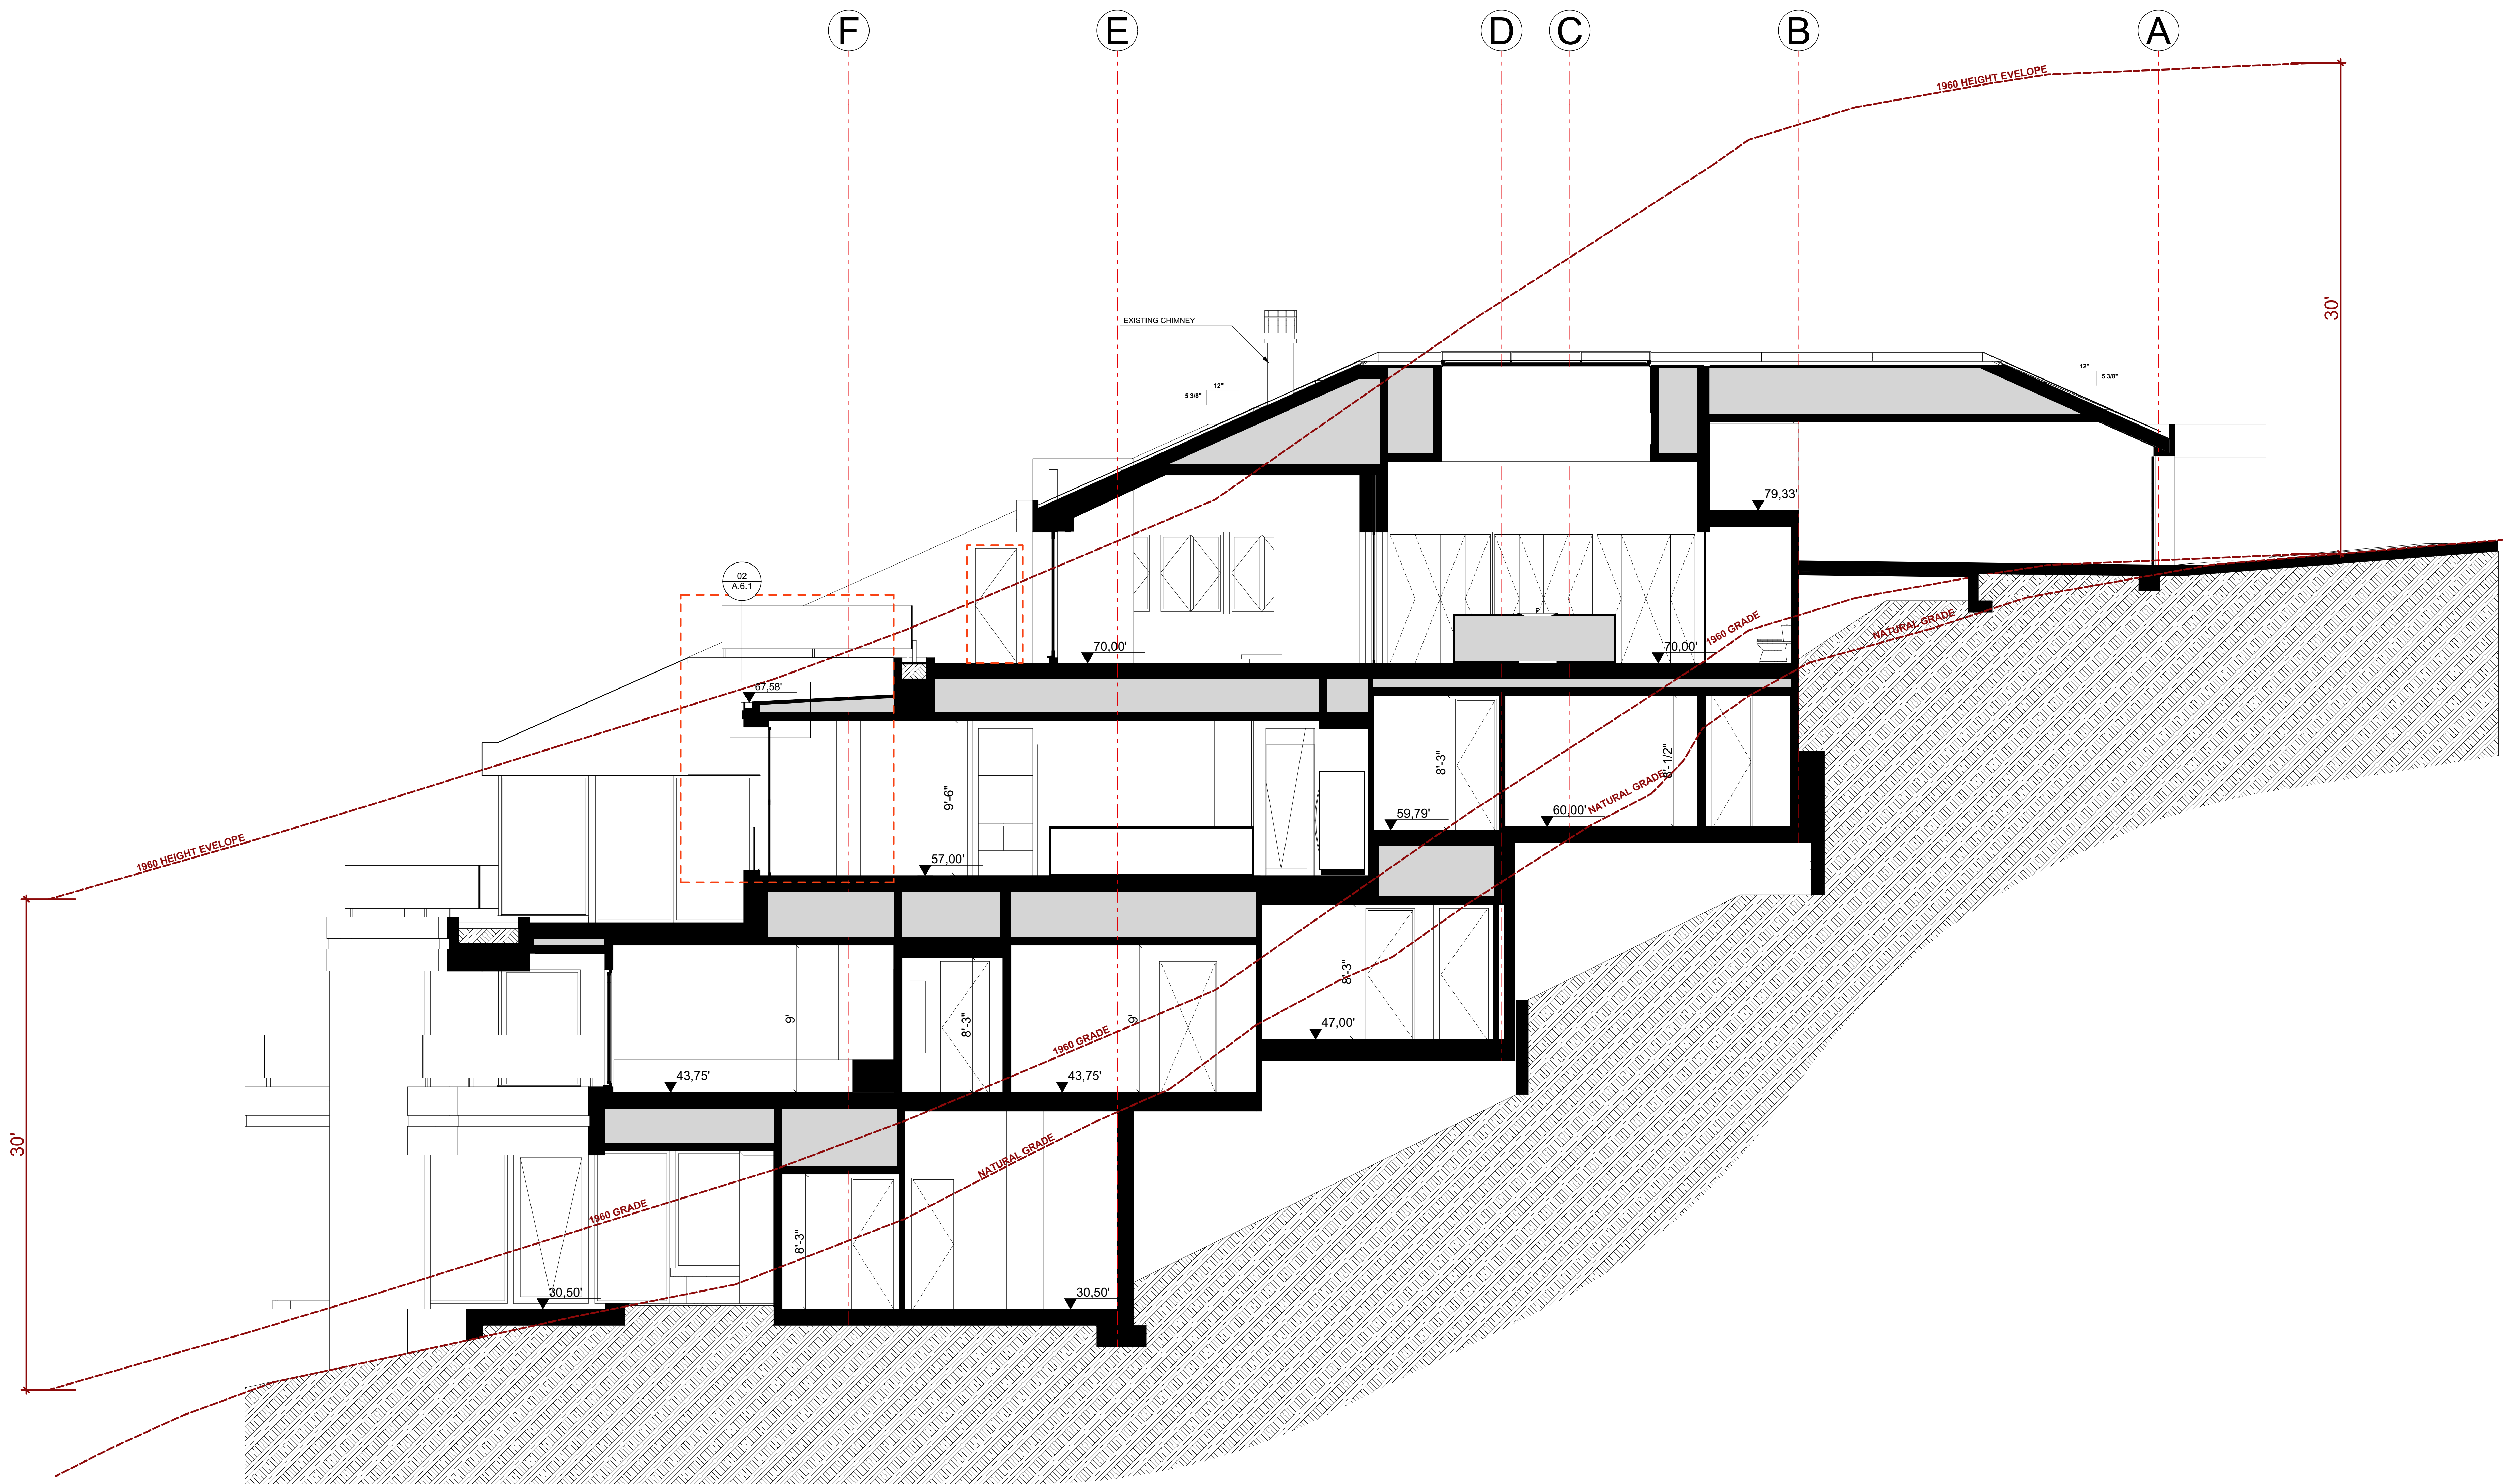 F
E
D
C
B
A
1960 HEIGHT EVELOPE
30'
EXISTING CHIMNEY
12"
5 3/8"
12"
5 3/8"
79,33'
02
A.6.1
R
70,00'
70,00'
1960 GRADE
NATURAL GRADE
67,58'
9'-6"
8'-3"
8'-1/2"
NATURAL GRADE
59,79'
60,00'
1960 HEIGHT EVELOPE
57,00'
9'
8'-3"
9'
8'-3"
47,00'
1960 GRADE
43,75'
43,75'
30'
NATURAL GRADE
1960 GRADE
8'-3"
30,50'
30,50'